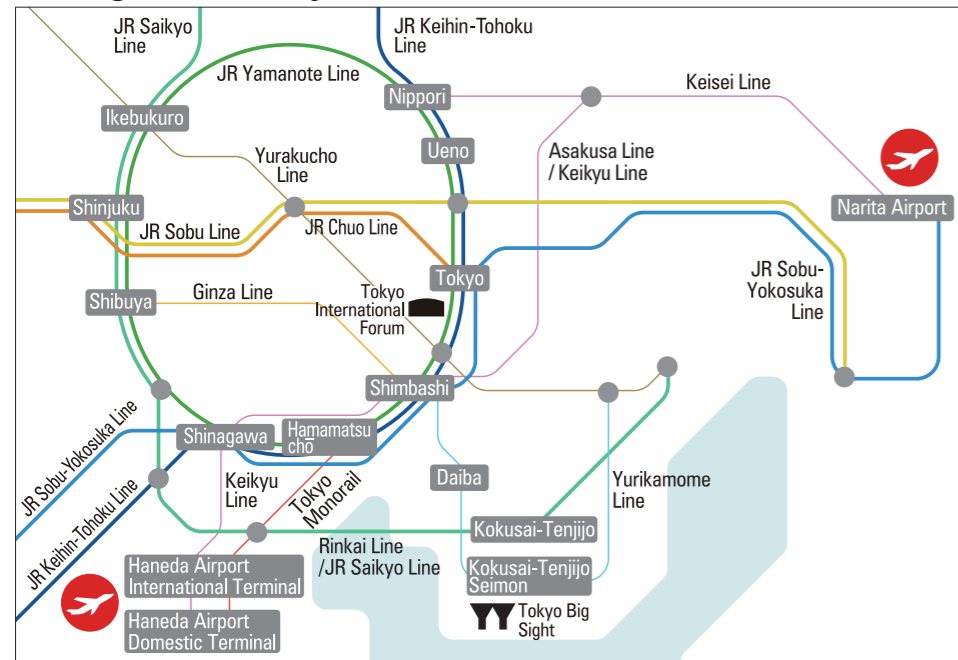 JR Saikyo
Line
JR Keihin-Tohoku
Line
JR Yamanote Line
Nippori
Keisei Line
Ikebukuro
Ueno
Yurakucho
Line
Asakusa Line
/ Keikyu Line
Shinjuku
Narita Airport
JR Sobu Line
JR Chuo Line
Tokyo
JR Sobu-
Yokosuka
Line
Shibuya
Ginza Line
Tokyo
International
Forum
Shimbashi
JR Sobu-Yokosuka Line
Shinagawa
Hamamatsu
chō
Keikyu
Line
Tokyo
Monorail
Daiba
Yurikamome
Line
JR Keihin-Tohoku Line
Kokusai-Tenjijo
Rinkai Line
/JR Saikyo Line
Haneda Airport
International Terminal
Kokusai-Tenjijo
Seimon
Haneda Airport
Domestic Terminal
Tokyo Big
Sight